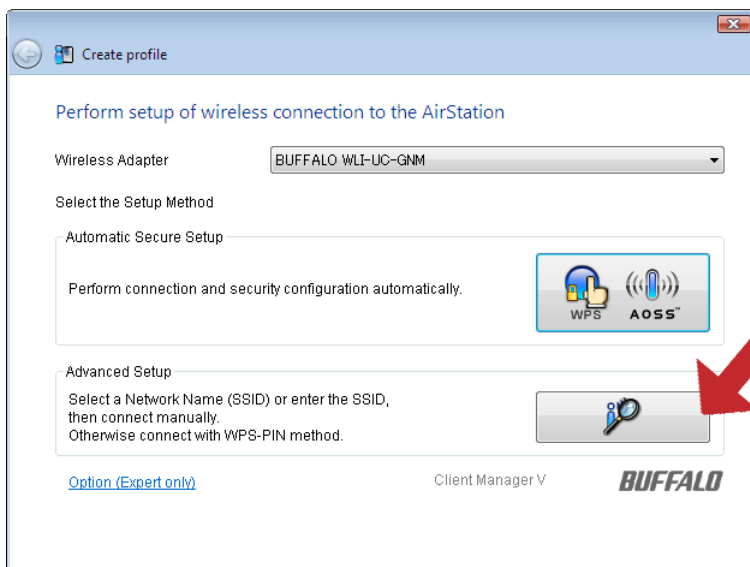 Create profile
Perform setup of wireless connection to the AirStation
Wireless Adapter
BUFFALO WLI-UC-GNM
Select the Setup Method
Automatic Secure Setup
Perform connection and security configuration automatically.
WPS
AOSS™
Advanced Setup
Select a Network Name (SSID) or enter the SSID,
then connect manually.
Otherwise connect with WPS-PIN method.
Option (Expert only)
Client Manager V
BUFFALO